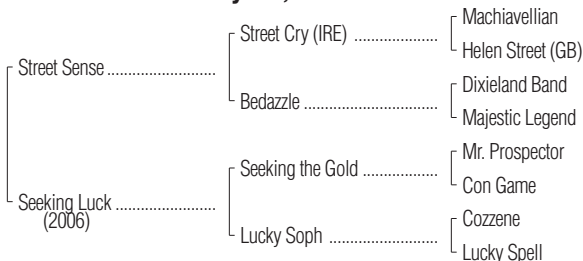 Machiavellian
Street Cry (IRE) ..................
Helen Street (GB)
Street Sense .......................
Dixieland Band
Bedazzle .............................
Majestic Legend
Mr. Prospector
Seeking the Gold ................
Con Game
Seeking Luck .....................
(2006)
Cozzene
Lucky Soph .......................
Lucky Spell